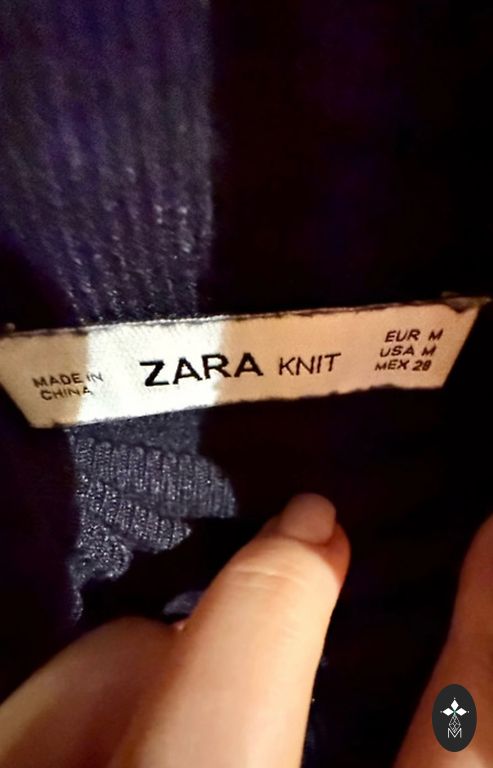 MADE IN
CHINA
ZARA KNIT
EUR M
USA M
MEX 28